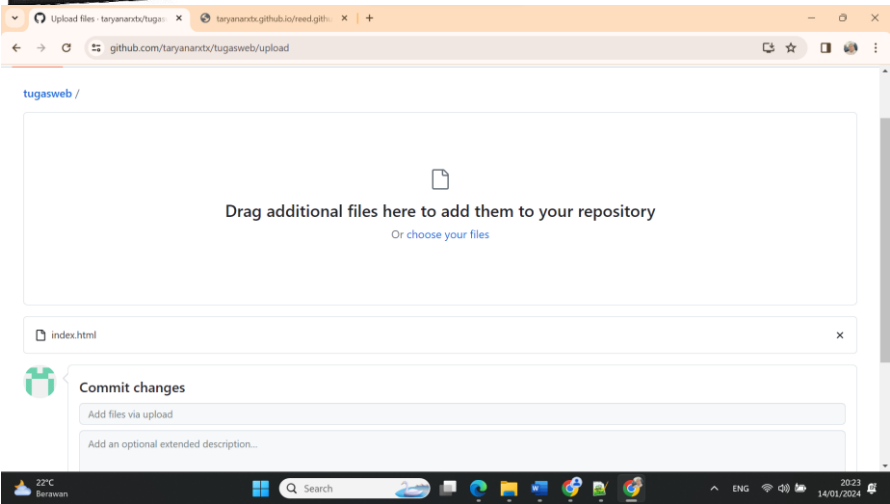 Upload files · taryanarxtx/tugas
taryanarxtx.github.io/reed.gith
github.com/taryanarxtx/tugasweb/upload
tugasweb /
Drag additional files here to add them to your repository
Or choose your files
index.html
Commit changes
Add files via upload
Add an optional extended description...
22°C
Berawan
Search
ENG
20:23
14/01/2024